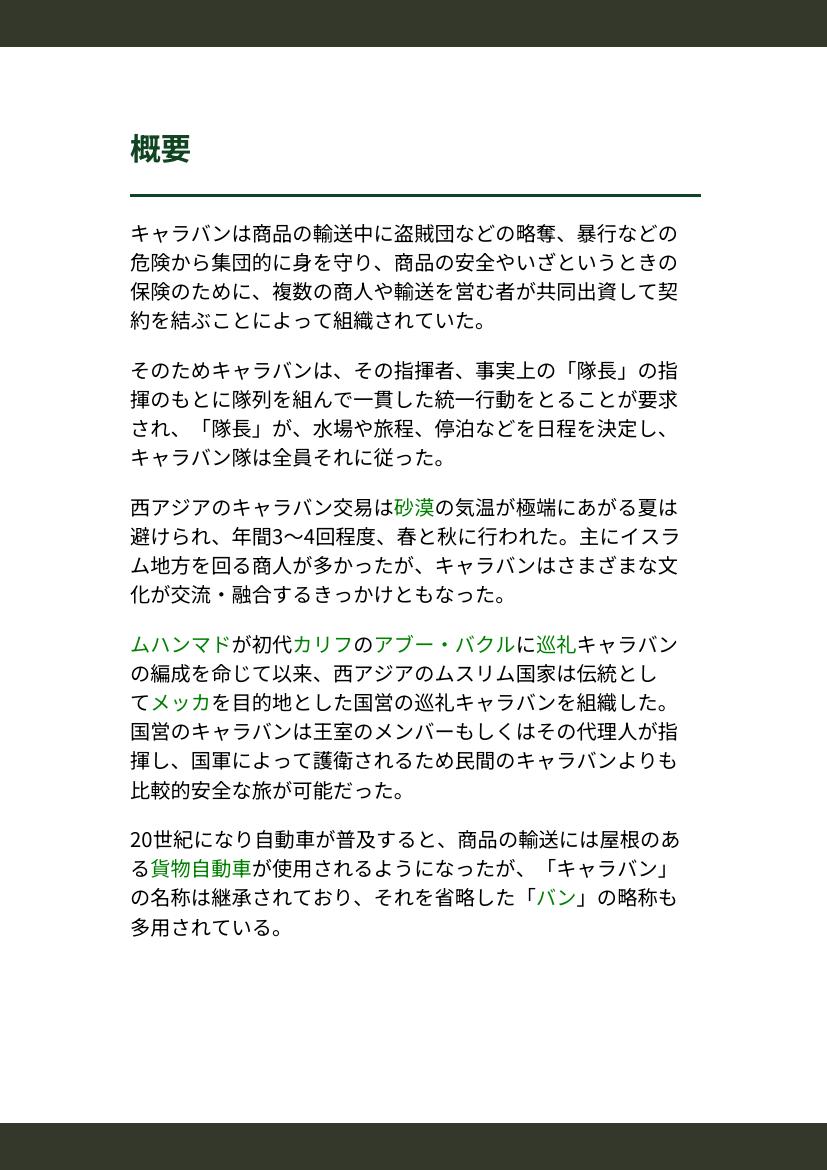 概要
キャラバンは商品の輸送中に盗賊団などの略奪、暴行などの
危険から集団的に身を守り、商品の安全やいざというときの
保険のために、複数の商人や輸送を営む者が共同出資して契
約を結ぶことによって組織されていた。
そのためキャラバンは、その指揮者、事実上の「隊長」の指
揮のもとに隊列を組んで一貫した統一行動をとることが要求
され、「隊長」が、水場や旅程、停泊などを日程を決定し、
キャラバン隊は全員それに従った。
西アジアのキャラバン交易は砂漠の気温が極端にあがる夏は
避けられ、年間3〜4回程度、春と秋に行われた。主にイスラ
ム地方を回る商人が多かったが、キャラバンはさまざまな文
化が交流・融合するきっかけともなった。
ムハンマドが初代カリフのアブー・バクルに巡礼キャラバン
の編成を命じて以来、西アジアのムスリム国家は伝統とし
てメッカを目的地とした国営の巡礼キャラバンを組織した。
国営のキャラバンは王室のメンバーもしくはその代理人が指
揮し、国軍によって護衛されるため民間のキャラバンよりも
比較的安全な旅が可能だった。
20世紀になり自動車が普及すると、商品の輸送には屋根のあ
る貨物自動車が使用されるようになったが、「キャラバン」
の名称は継承されており、それを省略した「バン」の略称も
多用されている。